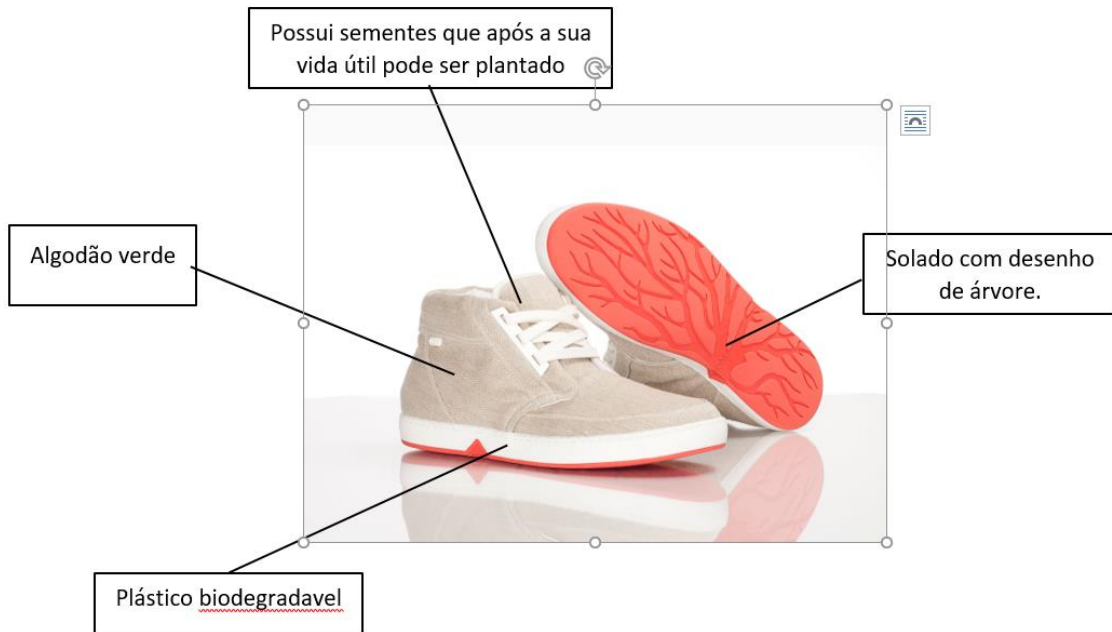 Possui sementes que após a sua
vida útil pode ser plantado
Algodão verde
Solado com desenho
de árvore.
Plástico biodegradavel